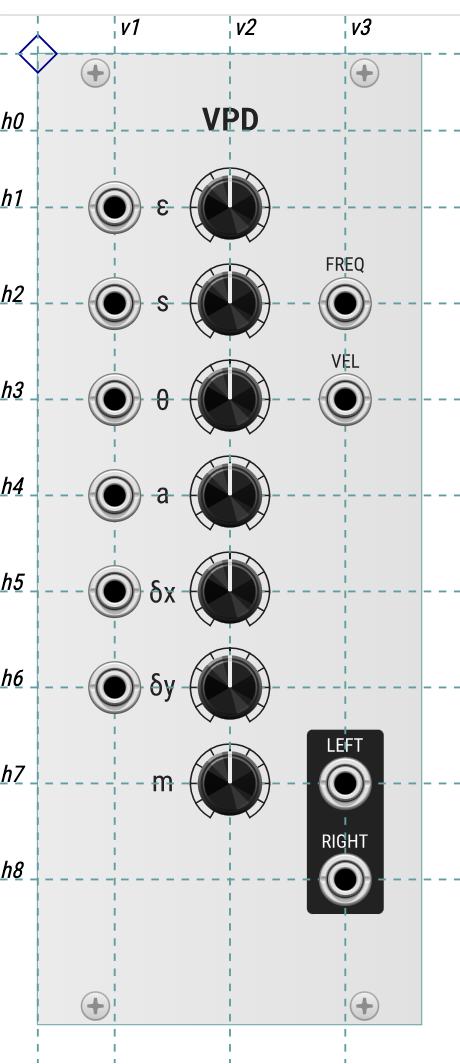 v1 v2 v3
h0 VPD
h1 ε
FREQ
h2 s
VEL
h3 θ
h4 a
h5 δx
h6 δy
LEFT
h7 m
RIGHT
h8